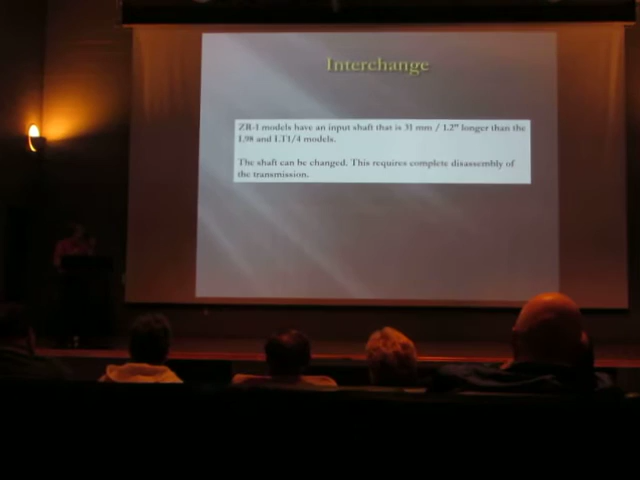 Interchange
ZR-1 models have an input shaft that is 31 mm / 1.2" longer than the
L98 and LT1/4 models.
The shaft can be changed. This requires complete disassembly of
the transmission.